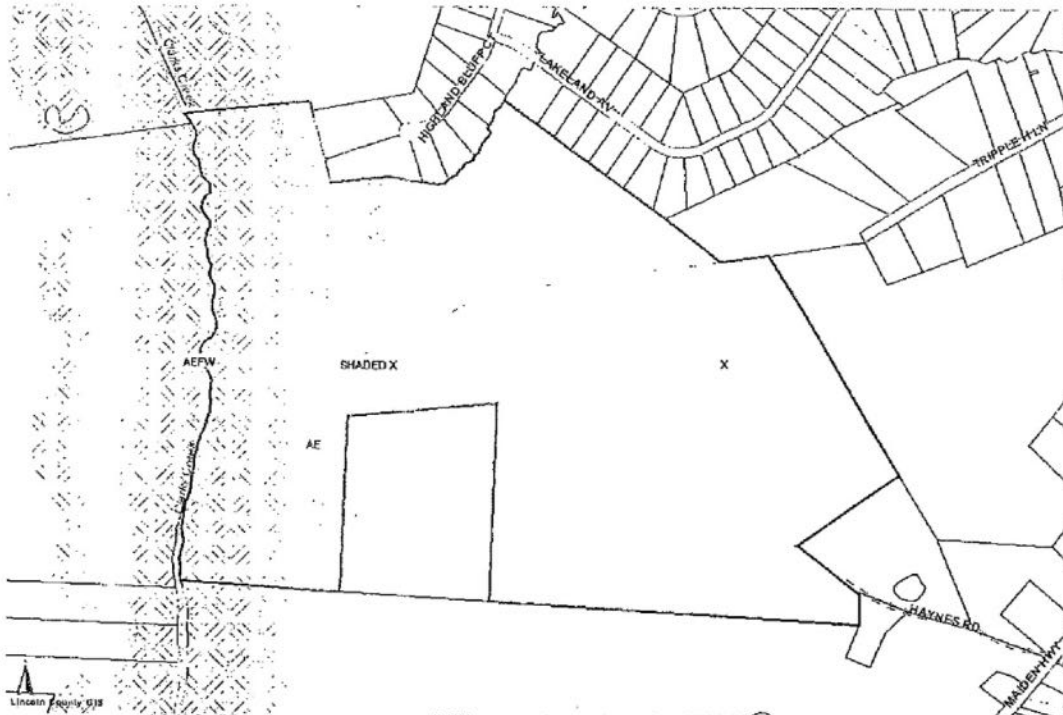 HIGHLAND BLUFF C
LAKELAND AV
TRIPPLE H LN
AEFW
SHADED X
X
AE
HAYNES RD
MAIDEN HWY
Lincoln County GIS